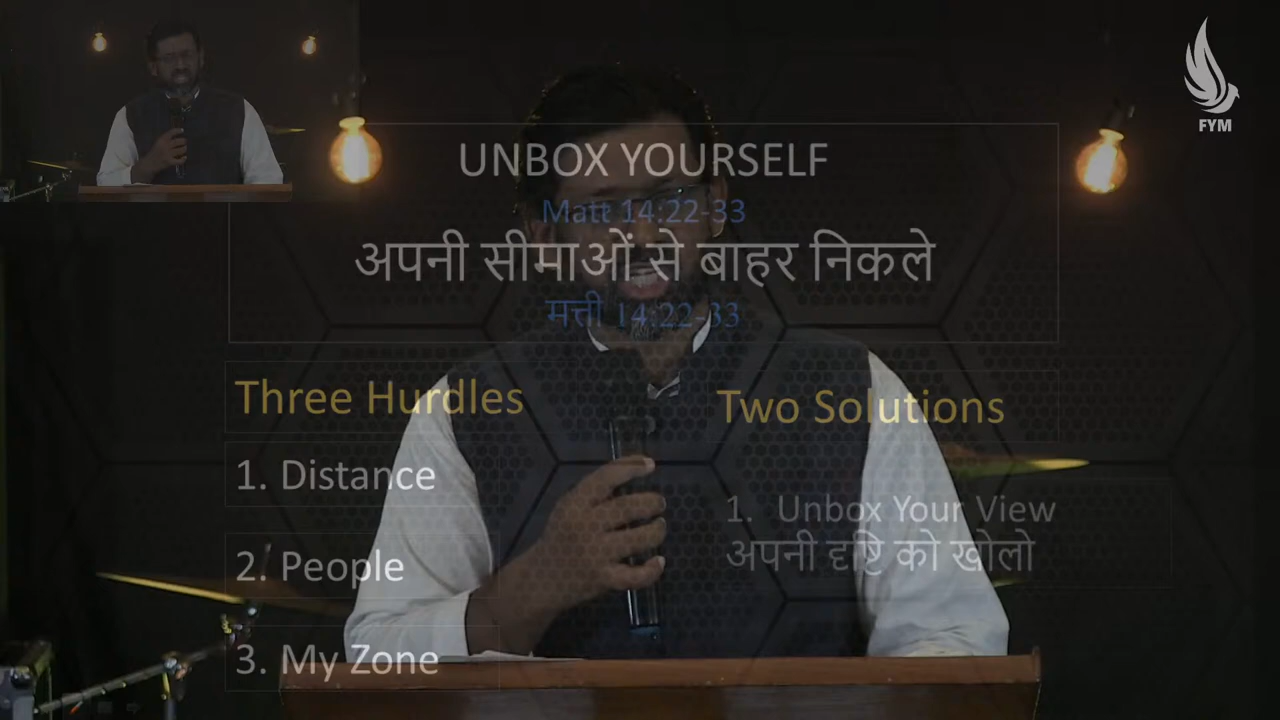 FYM
UNBOX YOURSELF
Matt 14:22-33
अपनी सीमाओं से बाहर निकले
मत्ती 14:22-33
Three Hurdles
1. Distance
2. People
3. My Zone
Two Solutions
1. Unbox Your View
अपनी दृष्टि को खोलो